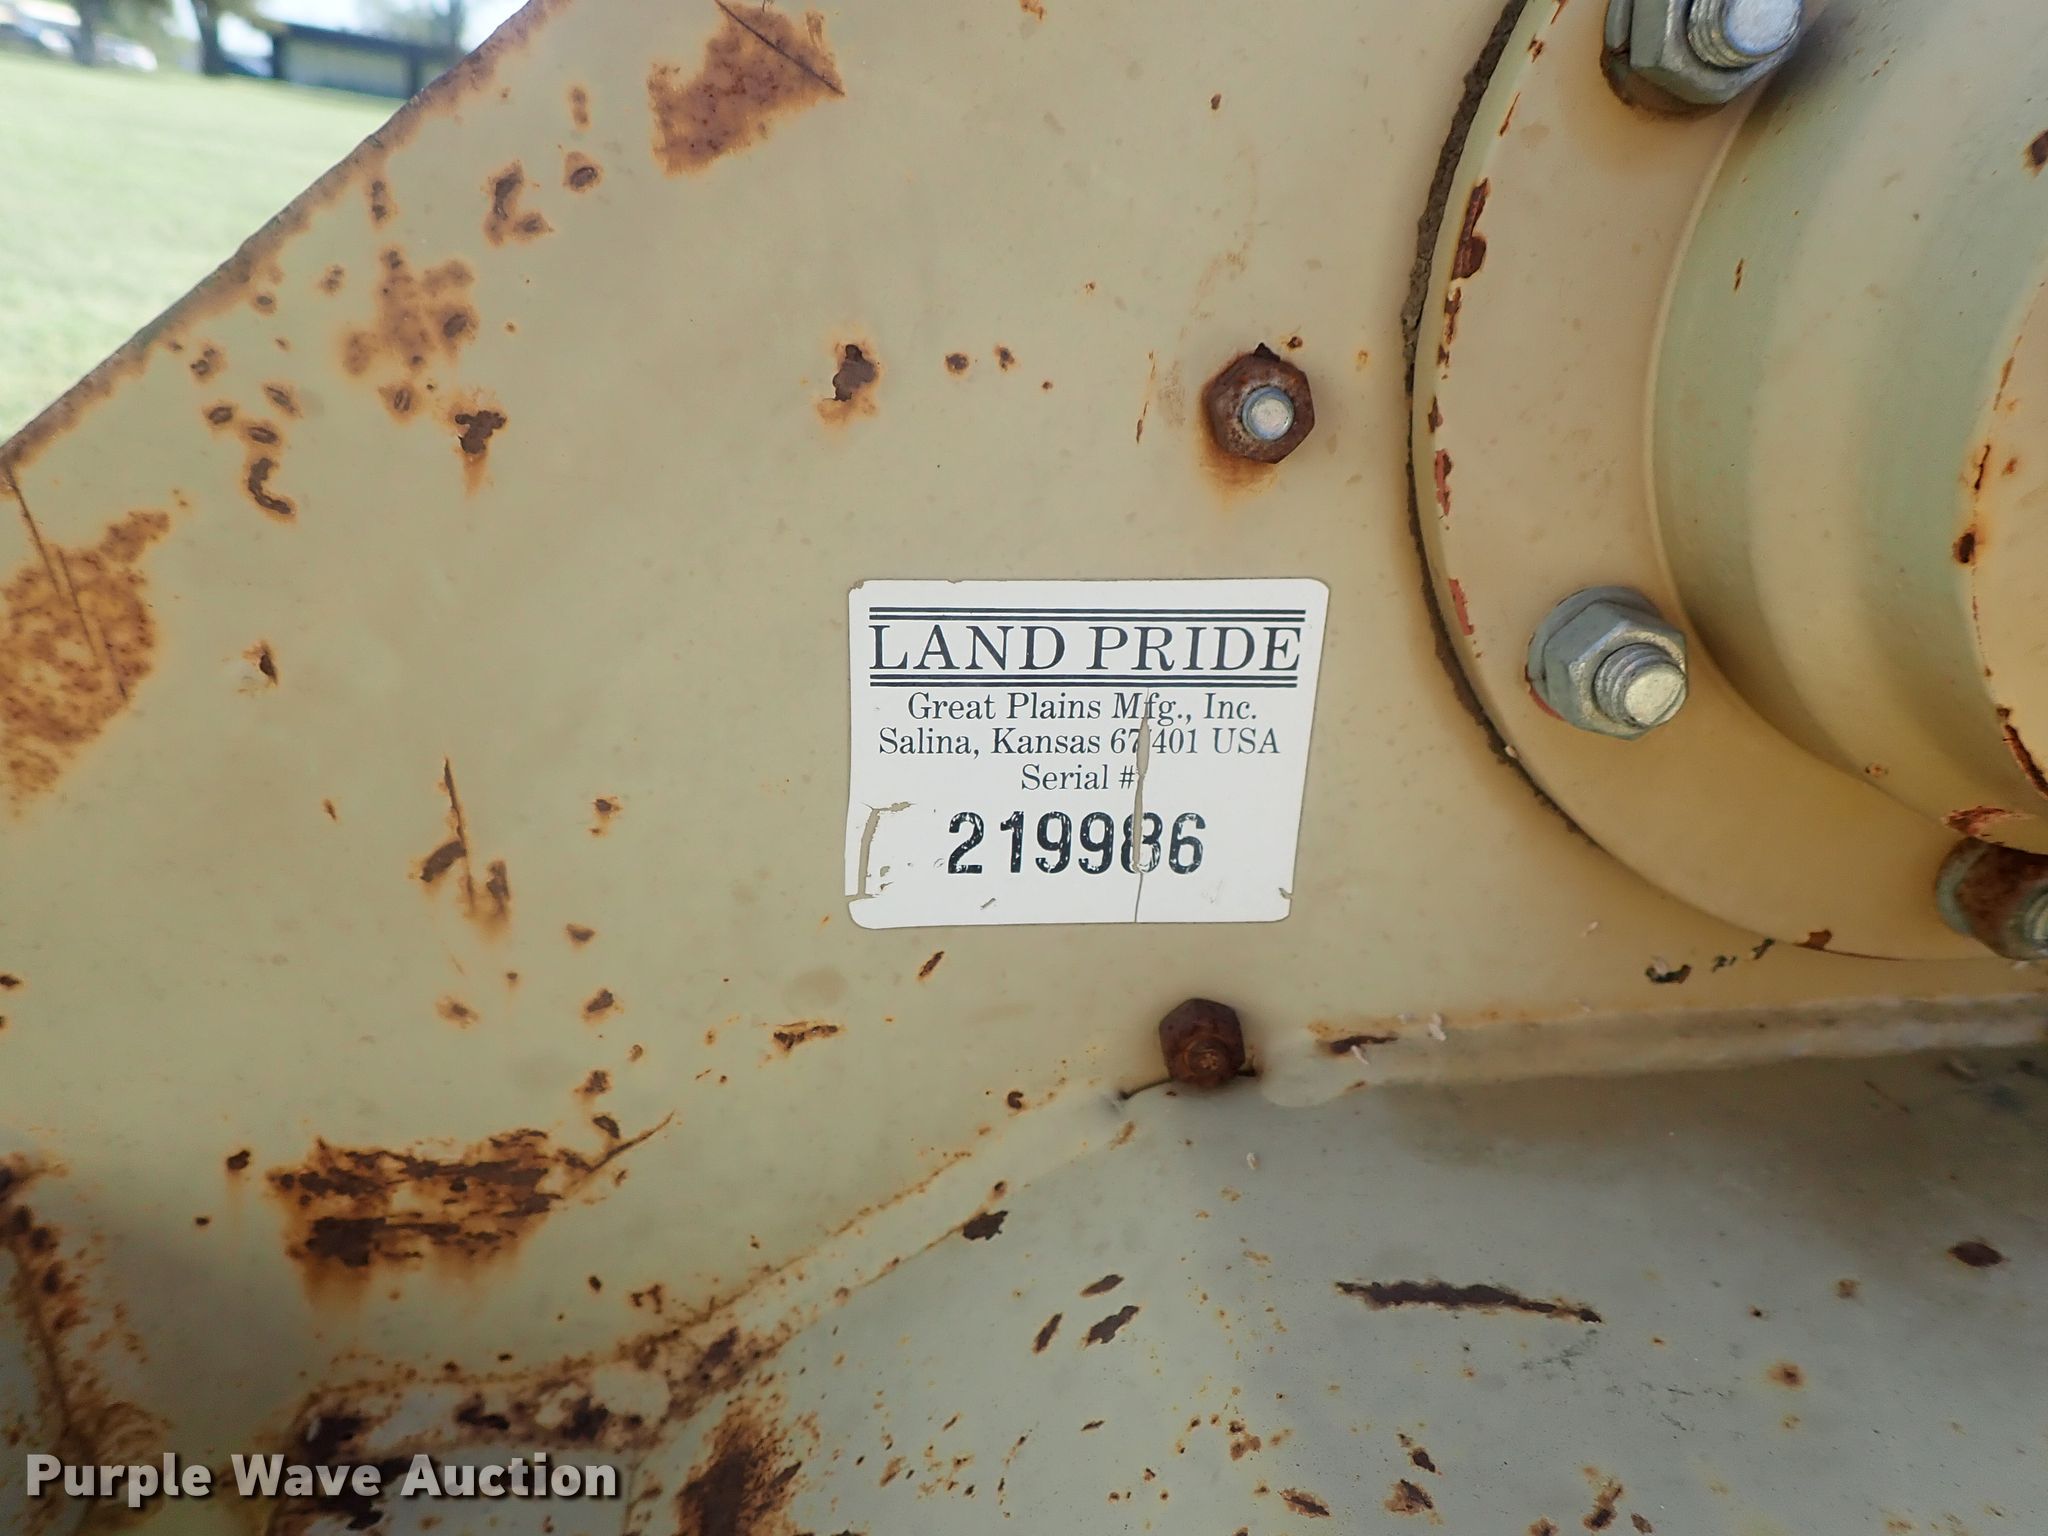 LAND PRIDE
Great Plains Mfg., Inc.
Salina, Kansas 67401 USA
Serial #
219986
Purple Wave Auction